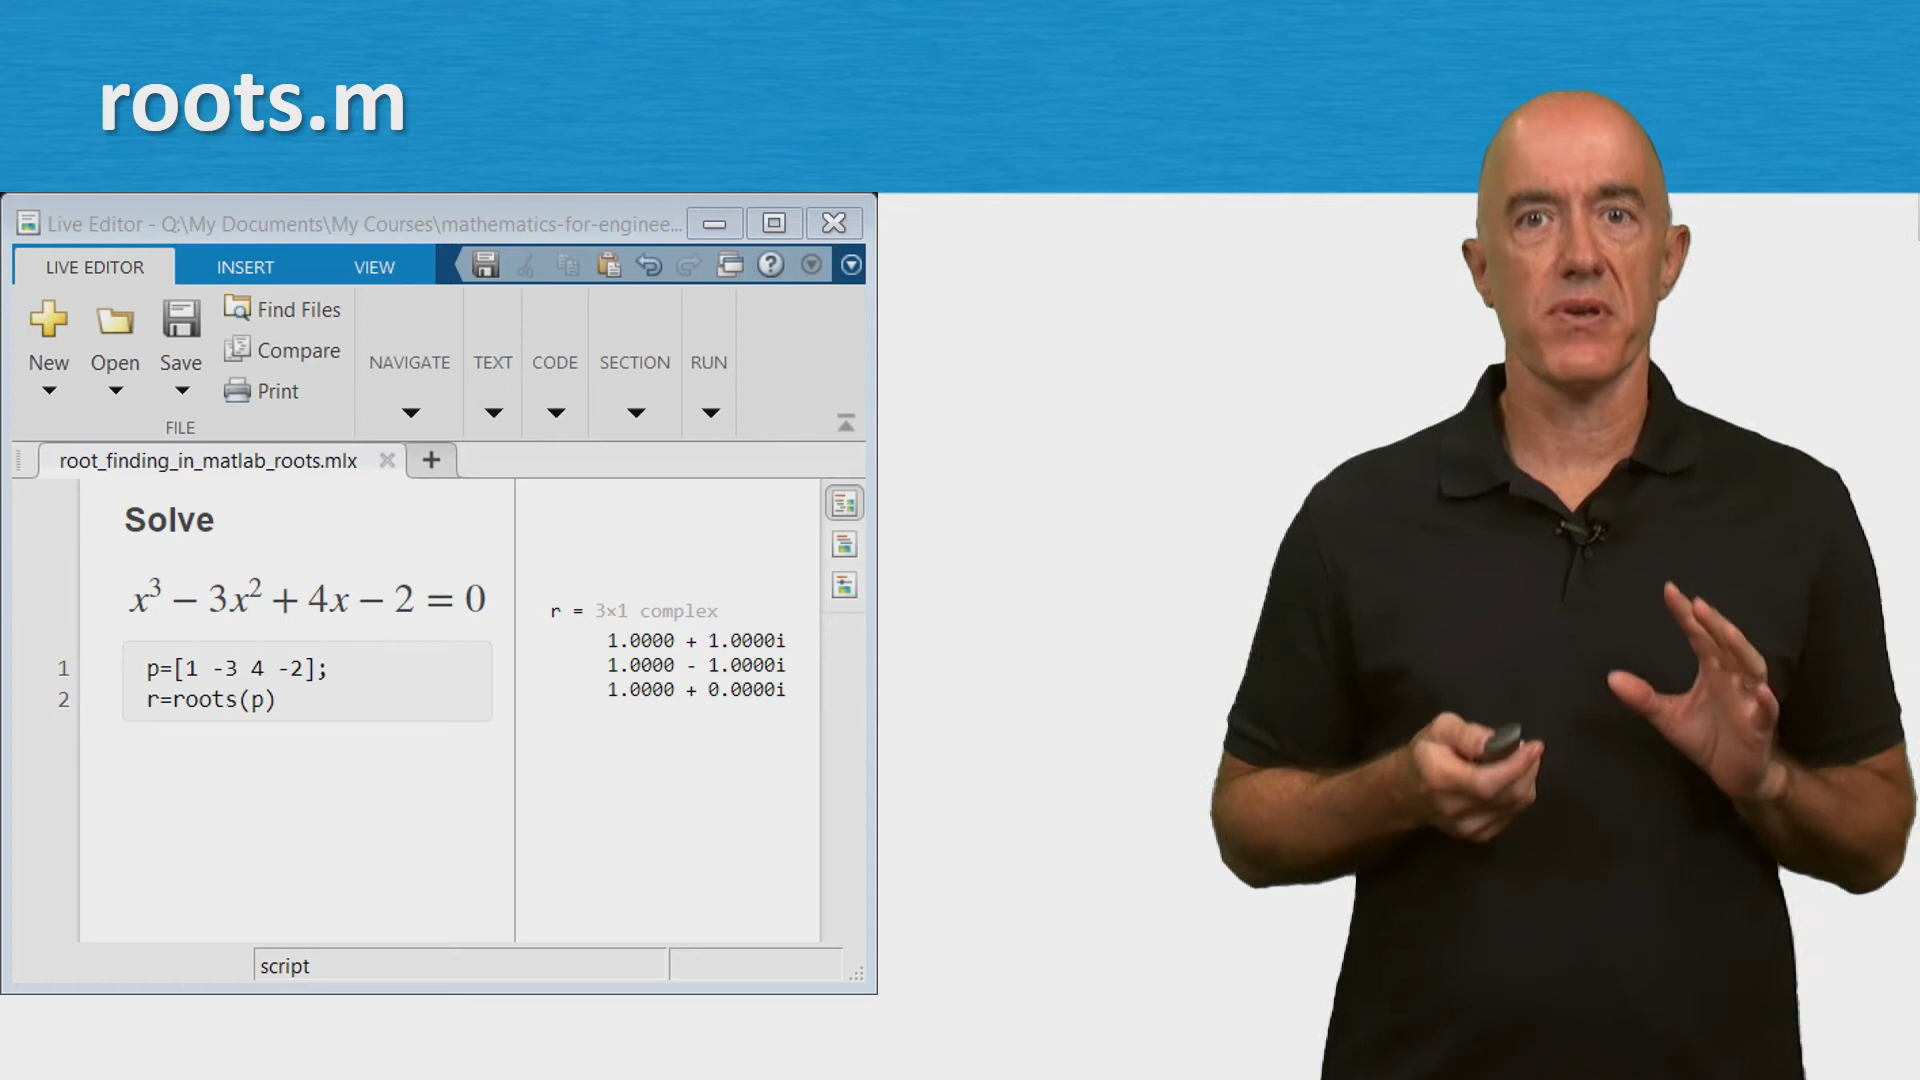 roots.m
Live Editor - Q:\My Documents\My Courses\mathematics-for-enginee...
LIVE EDITOR INSERT VIEW
New Open Save
Find Files
Compare
Print
NAVIGATE TEXT CODE SECTION RUN
FILE
root_finding_in_matlab_roots.mlx
Solve
x³ − 3x² + 4x − 2 = 0
1 p=[1 -3 4 -2];
2 r=roots(p)
r = 3×1 complex
1.0000 + 1.0000i
1.0000 - 1.0000i
1.0000 + 0.0000i
script